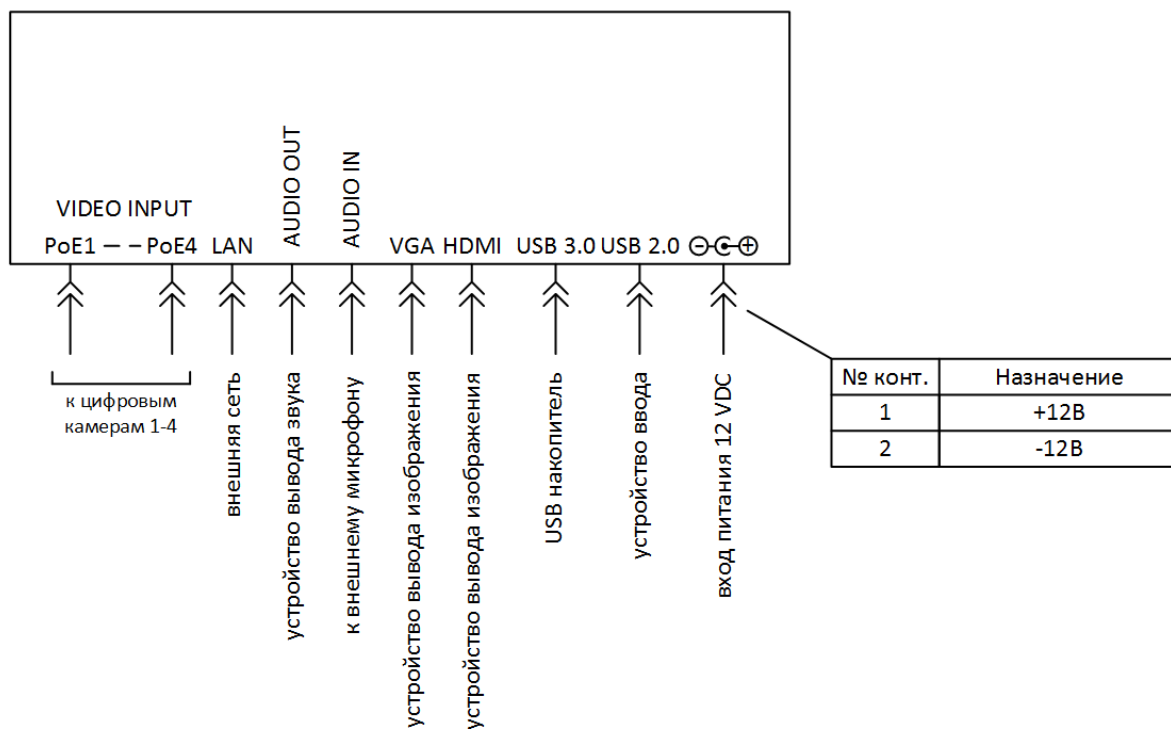 VIDEO INPUT
PoE1 – – PoE4
LAN
AUDIO OUT
AUDIO IN
VGA
HDMI
USB 3.0
USB 2.0
к цифровым
камерам 1-4
внешняя сеть
устройство вывода звука
к внешнему микрофону
устройство вывода изображения
устройство вывода изображения
USB накопитель
устройство ввода
вход питания 12 VDC
№ конт. Назначение
1 +12В
2 -12В